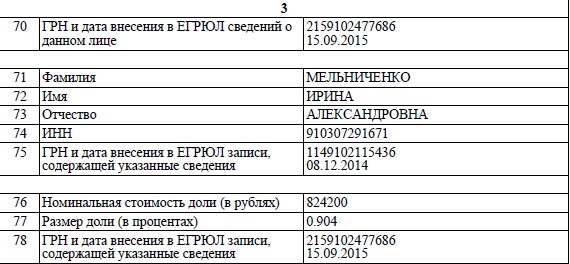 3
70 ГРН и дата внесения в ЕГРЮЛ сведений о 2159102477686
данном лице 15.09.2015
71 Фамилия МЕЛЬНИЧЕНКО
72 Имя ИРИНА
73 Отчество АЛЕКСАНДРОВНА
74 ИНН 910307291671
75 ГРН и дата внесения в ЕГРЮЛ записи, 1149102115436
содержащей указанные сведения 08.12.2014
76 Номинальная стоимость доли (в рублях) 824200
77 Размер доли (в процентах) 0.904
78 ГРН и дата внесения в ЕГРЮЛ записи, 2159102477686
содержащей указанные сведения 15.09.2015